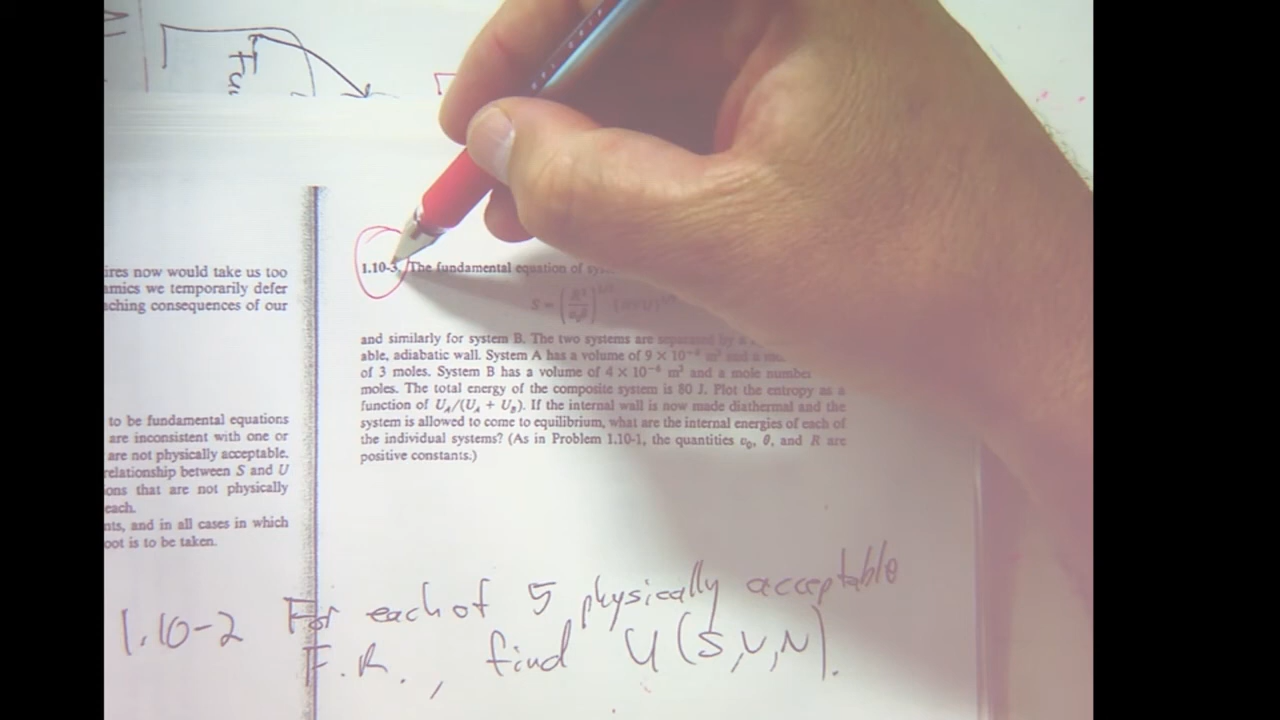 Fu
ires now would take us too
amics we temporarily defer
aching consequences of our
to be fundamental equations
are inconsistent with one or
are not physically acceptable.
relationship between S and U
ons that are not physically
each.
nts, and in all cases in which
oot is to be taken.
1.10-3. The fundamental equation of sys
S = (
and similarly for system B. The two systems are separated by a
able, adiabatic wall. System A has a volume of 9 × 10⁻⁶ m³ and a
of 3 moles. System B has a volume of 4 × 10⁻⁶ m³ and a mole number
moles. The total energy of the composite system is 80 J. Plot the entropy as a
function of U_A/(U_A + U_B). If the internal wall is now made diathermal and the
system is allowed to come to equilibrium, what are the internal energies of each of
the individual systems? (As in Problem 1.10-1, the quantities v₀, θ, and R are
positive constants.)
1.10-2 For each of 5 physically acceptable
F.R., find U(S,V,N).